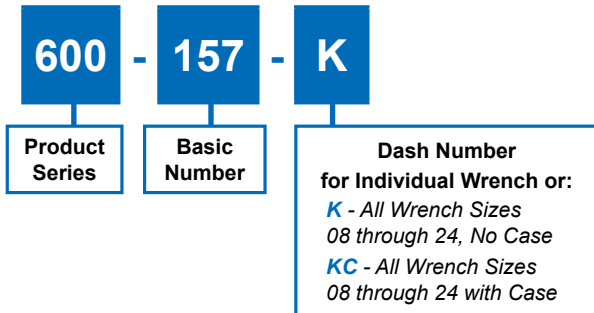 600 - 157 - K
Product
Series
Basic
Number
Dash Number
for Individual Wrench or:
K - All Wrench Sizes
08 through 24, No Case
KC - All Wrench Sizes
08 through 24 with Case